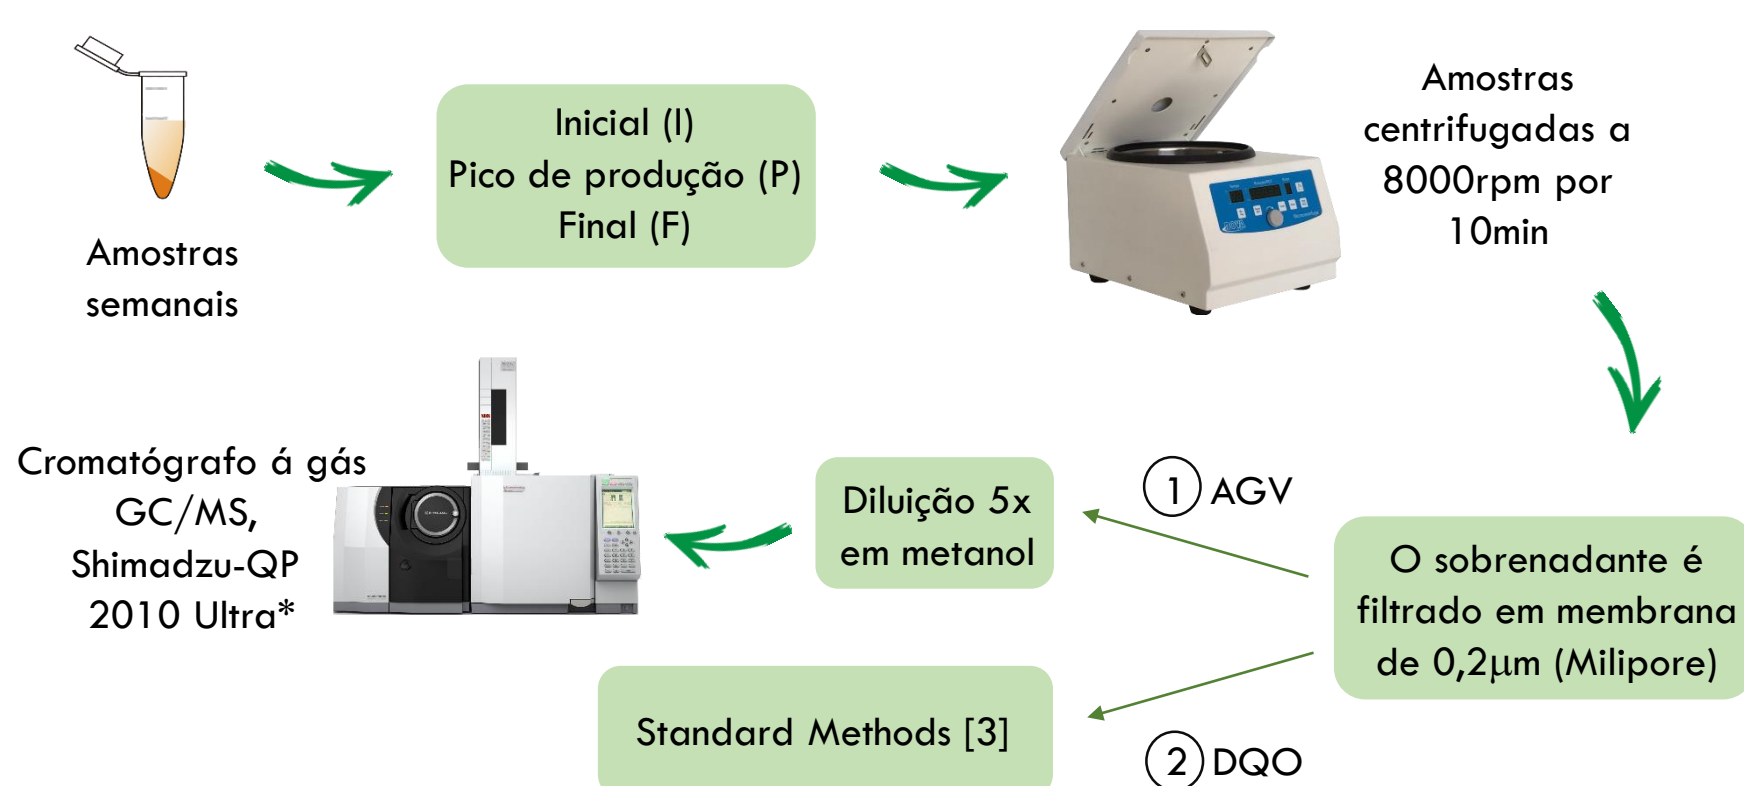 Amostras
semanais
Inicial (I)
Pico de produção (P)
Final (F)
Amostras
centrifugadas a
8000rpm por
10min
O sobrenadante é
filtrado em membrana
de 0,2µm (Milipore)
1 AGV
Diluição 5x
em metanol
Cromatógrafo á gás
GC/MS,
Shimadzu-QP
2010 Ultra*
2 DQO
Standard Methods [3]